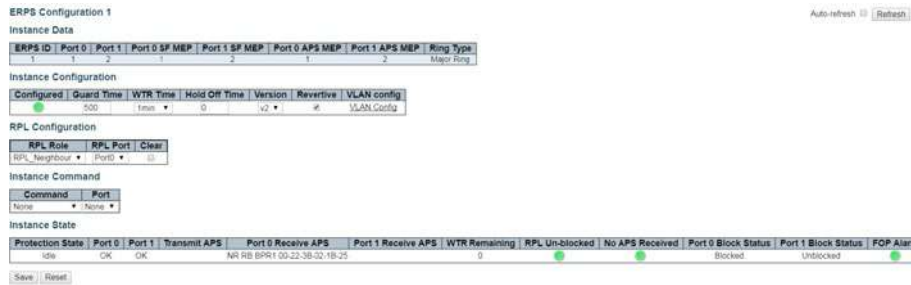 ERPS Configuration 1
Auto-refresh Refresh
Instance Data
ERPS ID Port 0 Port 1 Port 0 SF MEP Port 1 SF MEP Port 0 APS MEP Port 1 APS MEP Ring Type
1 1 2 1 2 1 2 Major Ring
Instance Configuration
Configured Guard Time WTR Time Hold Off Time Version Revertive VLAN config
500 1min 0 v2 VLAN Config
RPL Configuration
RPL Role RPL Port Clear
RPL_Neighbour Port0
Instance Command
Command Port
None None
Instance State
Protection State Port 0 Port 1 Transmit APS Port 0 Receive APS Port 1 Receive APS WTR Remaining RPL Un-blocked No APS Received Port 0 Block Status Port 1 Block Status FOP Alar
Idle OK OK NR RB BPR1 00-22-3B-02-1B-25 0 Blocked Unblocked
Save Reset